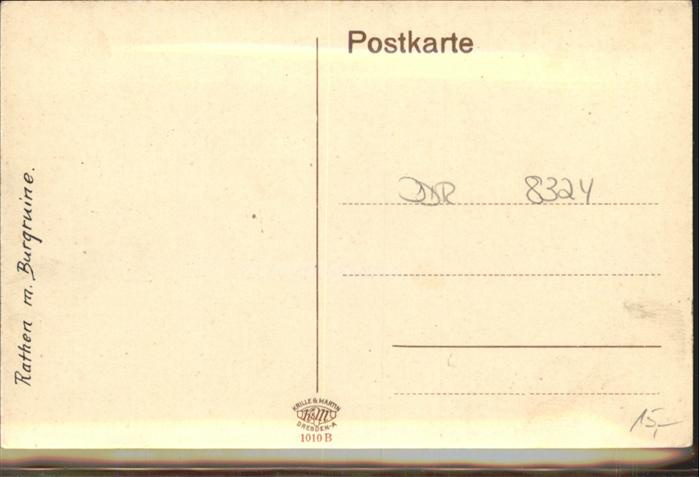 Postkarte
DDR 8324
Rathen m. Burgruine.
KRILLE & MARTIN
K&M
DRESDEN-A
1010 B
15,-